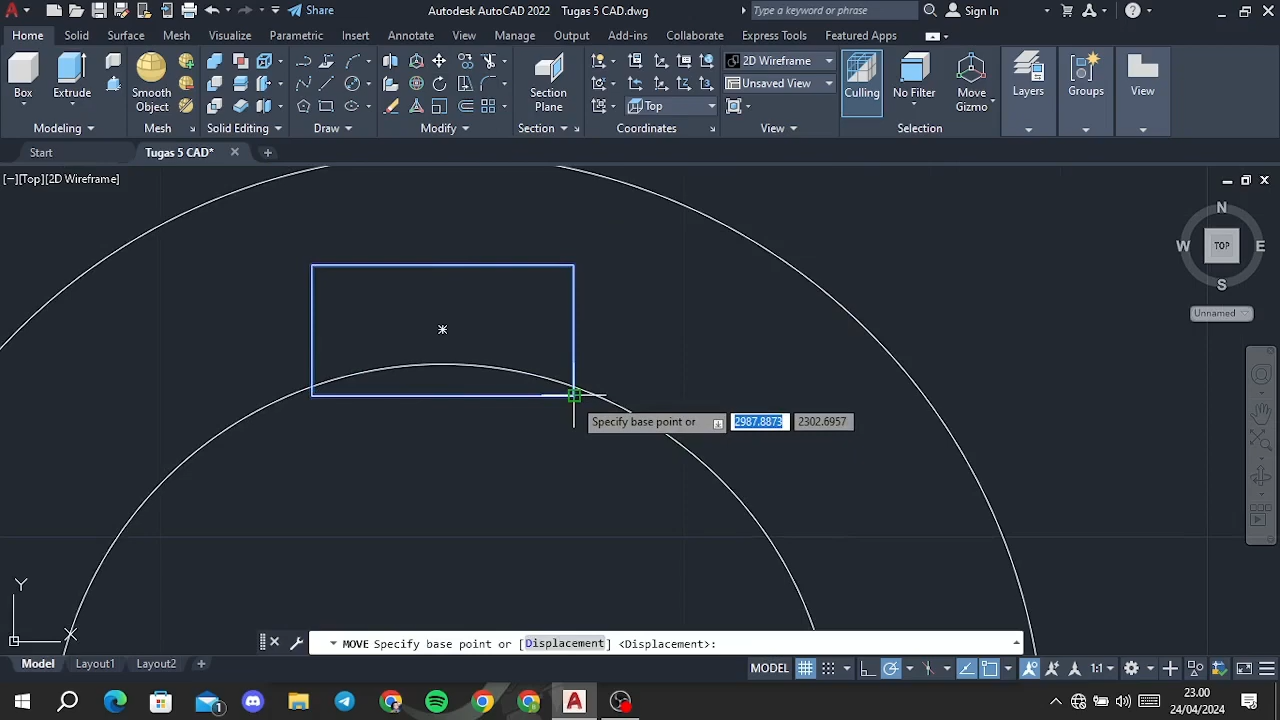 Share
Autodesk AutoCAD 2022 Tugas 5 CAD.dwg
Type a keyword or phrase
Sign In
Home Solid Surface Mesh Visualize Parametric Insert Annotate View Manage Output Add-ins Collaborate Express Tools Featured Apps
2D Wireframe
Unsaved View
Top
Box Extrude
Smooth
Object
Section
Plane
Culling No Filter
Move
Gizmo
Layers Groups View
Modeling Mesh Solid Editing Draw Modify Section Coordinates View Selection
Start Tugas 5 CAD*
[−][Top][2D Wireframe]
N
W TOP E
S
Unnamed
Specify base point or 2987.8873 2302.6957
Y
X
MOVE Specify base point or [Displacement] <Displacement>:
Model Layout1 Layout2
MODEL 1:1
1
23.00
24/04/2024